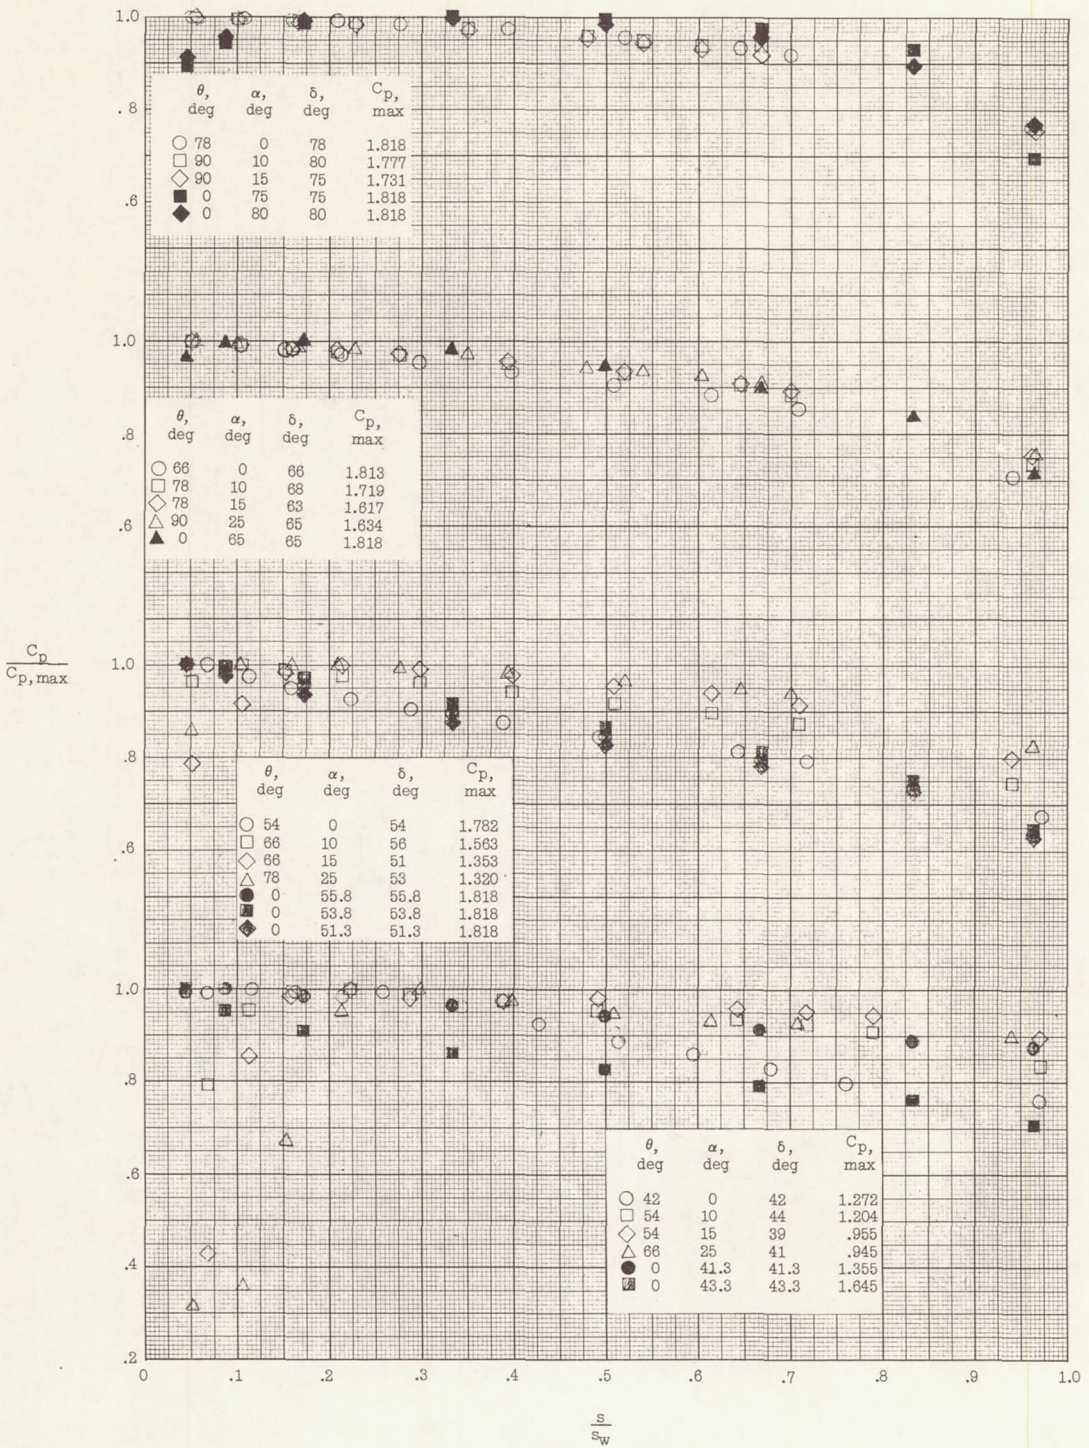 1.0
.8
.6
θ, α, δ, Cp,
deg deg deg max
78 0 78 1.818
90 10 80 1.777
90 15 75 1.731
0 75 75 1.818
0 80 80 1.818
1.0
.8
.6
θ, α, δ, Cp,
deg deg deg max
66 0 66 1.813
78 10 68 1.719
78 15 63 1.617
90 25 65 1.634
0 65 65 1.818
Cp
Cp,max
1.0
.8
.6
θ, α, δ, Cp,
deg deg deg max
54 0 54 1.782
66 10 56 1.563
66 15 51 1.353
78 25 53 1.320
0 55.8 55.8 1.818
0 53.8 53.8 1.818
0 51.3 51.3 1.818
1.0
.8
.6
.4
.2
θ, α, δ, Cp,
deg deg deg max
42 0 42 1.272
54 10 44 1.204
54 15 39 .955
66 25 41 .945
0 41.3 41.3 1.355
0 43.3 43.3 1.645
0 .1 .2 .3 .4 .5 .6 .7 .8 .9 1.0
s
sw